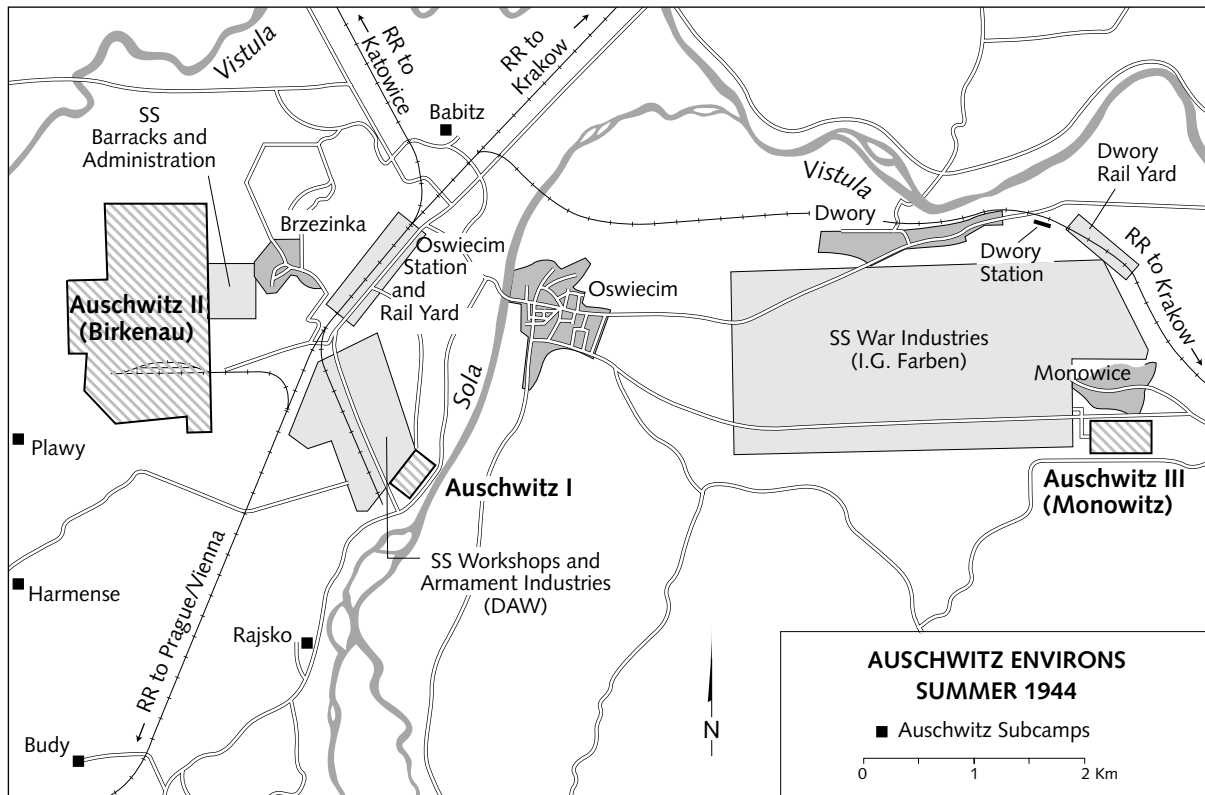 Vistula
RR to
Katowice
RR to
Krakow
SS
Barracks and
Administration
Babitz
Brzezinka
Vistula
Dwory
Dwory
Rail Yard
Dwory
Station
RR to Krakow
Oswiecim
Station
and
Rail Yard
Oswiecim
Auschwitz II
(Birkenau)
SS War Industries
(I.G. Farben)
Monowice
Sola
Plawy
Auschwitz I
Auschwitz III
(Monowitz)
SS Workshops and
Armament Industries
(DAW)
Harmense
RR to Prague/Vienna
Rajsko
Budy
N
AUSCHWITZ ENVIRONS
SUMMER 1944
Auschwitz Subcamps
0 1 2 Km